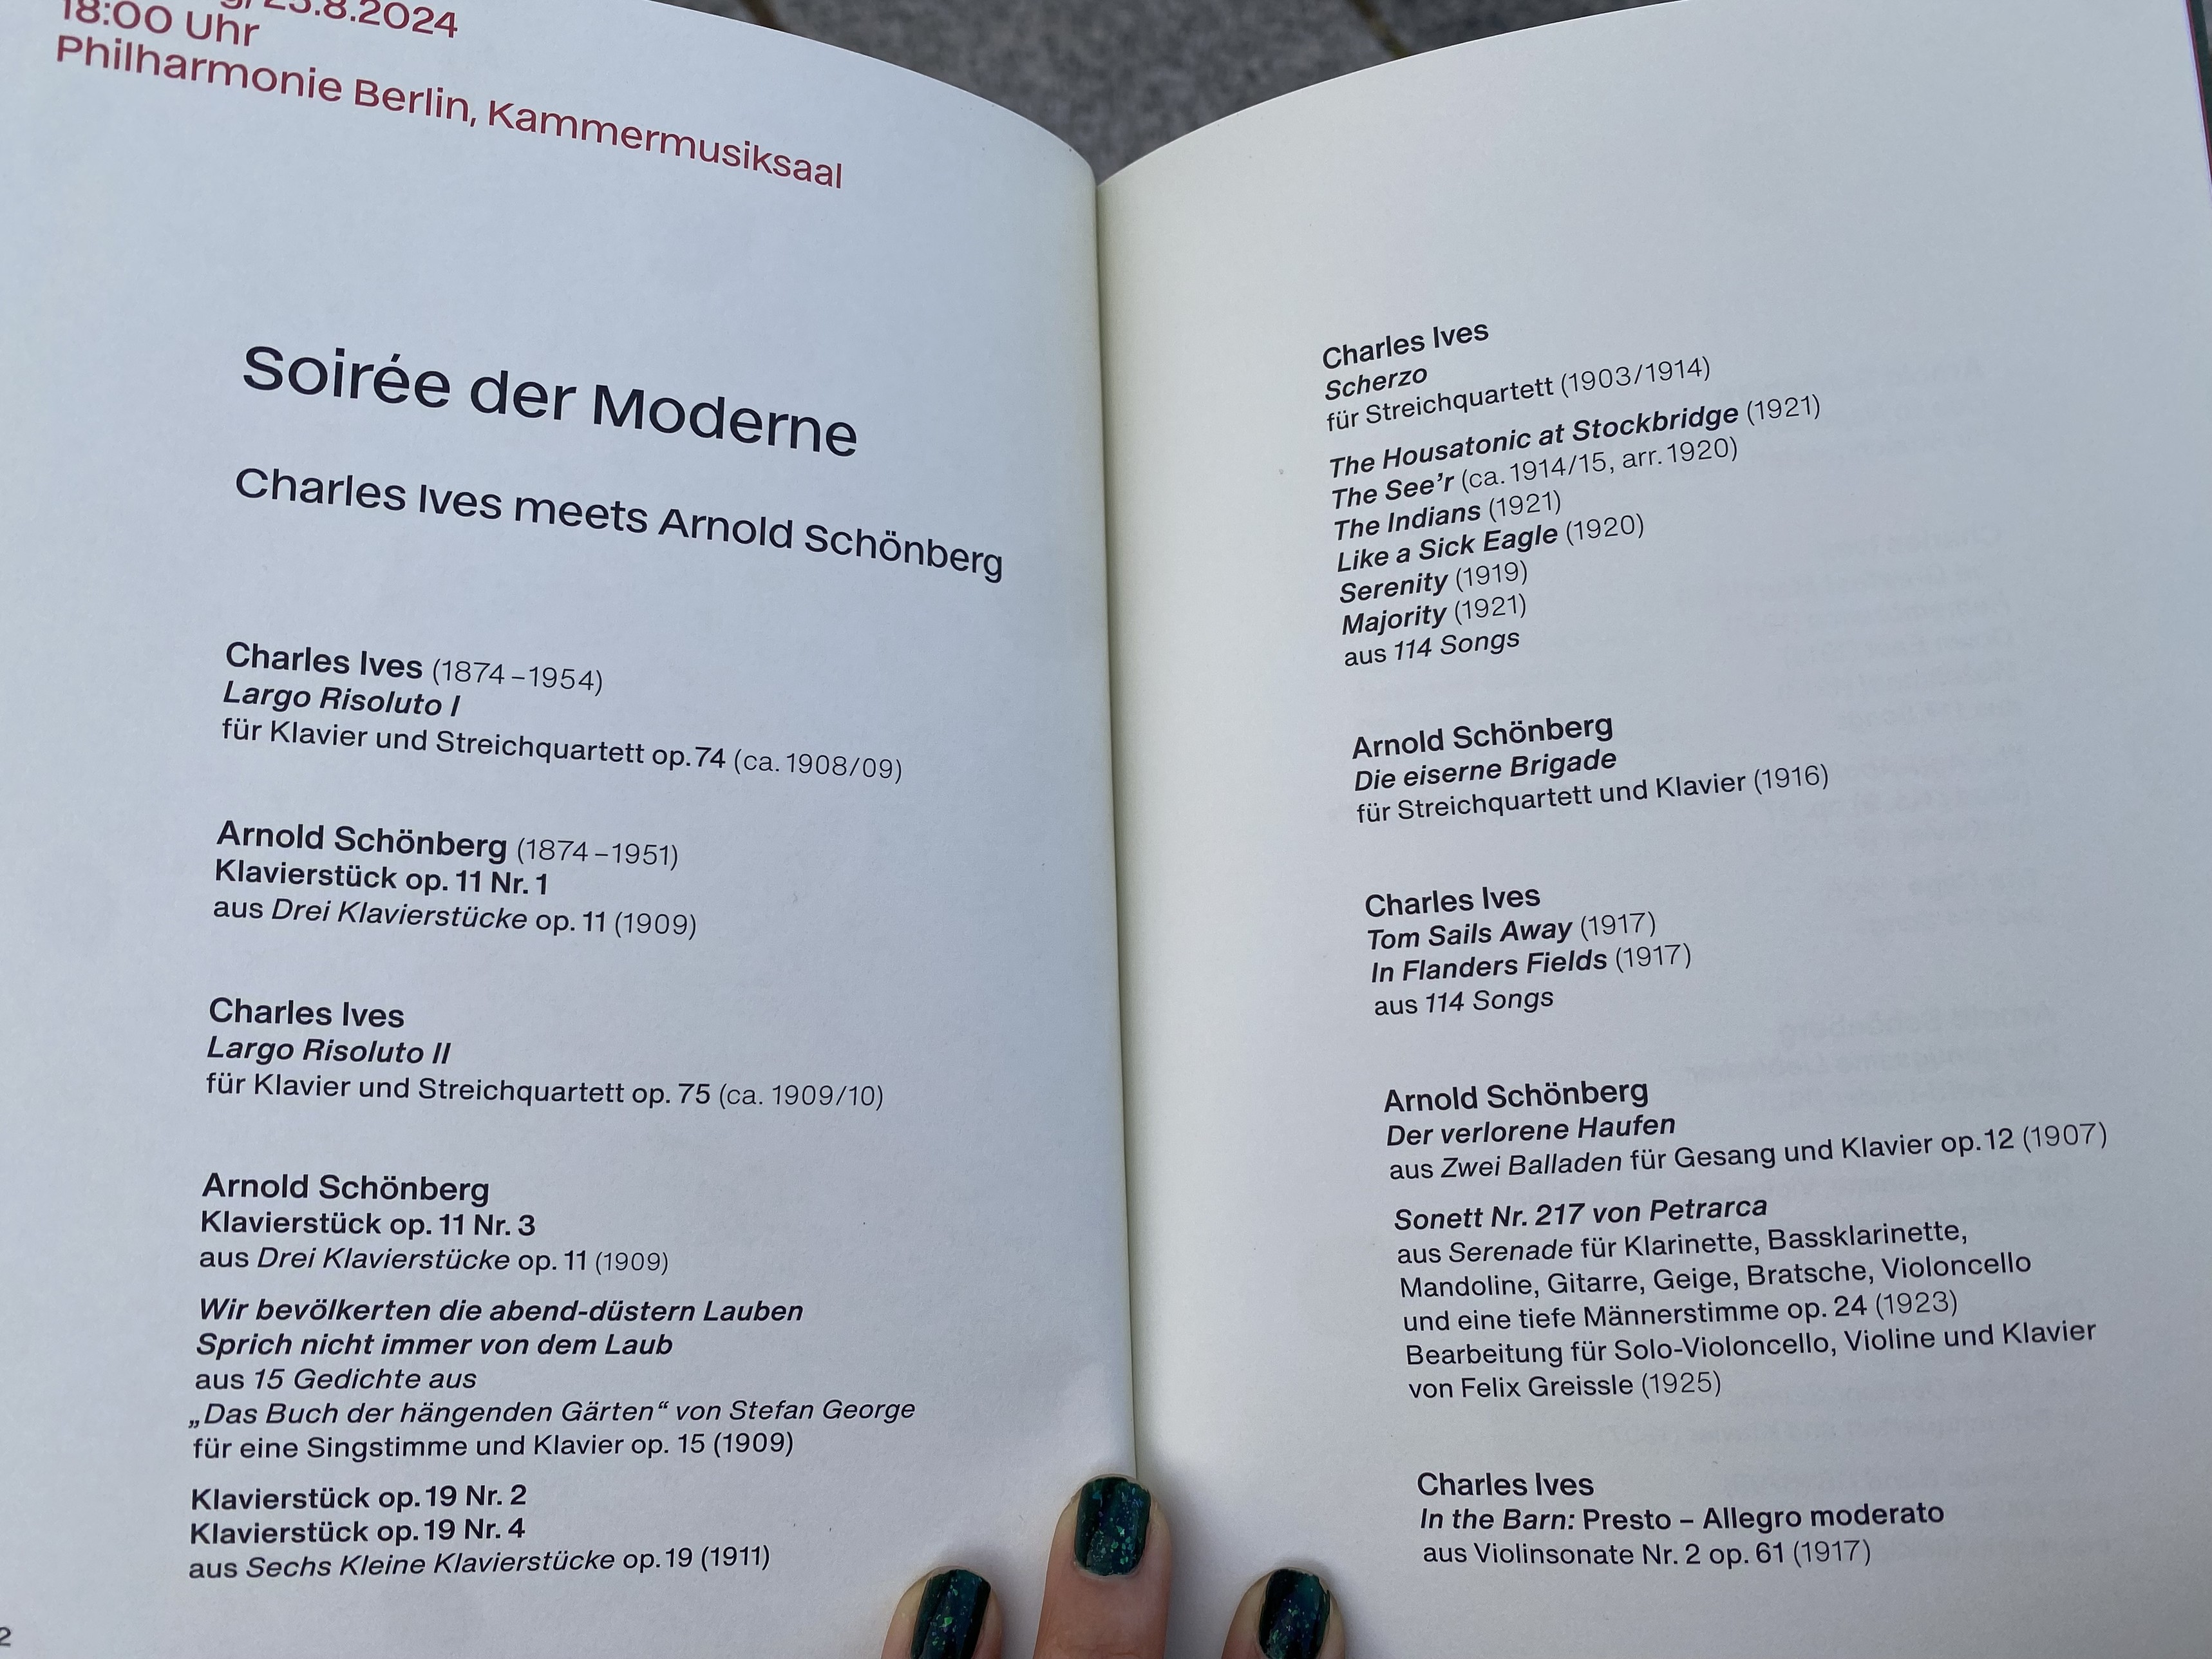 18:00 Uhr
Philharmonie Berlin, Kammermusiksaal
Soirée der Moderne
Charles Ives meets Arnold Schönberg
Charles Ives (1874–1954)
Largo Risoluto I
für Klavier und Streichquartett op. 74 (ca. 1908/09)
Arnold Schönberg (1874–1951)
Klavierstück op. 11 Nr. 1
aus Drei Klavierstücke op. 11 (1909)
Charles Ives
Largo Risoluto II
für Klavier und Streichquartett op. 75 (ca. 1909/10)
Arnold Schönberg
Klavierstück op. 11 Nr. 3
aus Drei Klavierstücke op. 11 (1909)
Wir bevölkerten die abend-düstern Lauben
Sprich nicht immer von dem Laub
aus 15 Gedichte aus
„Das Buch der hängenden Gärten“ von Stefan George
für eine Singstimme und Klavier op. 15 (1909)
Klavierstück op. 19 Nr. 2
Klavierstück op. 19 Nr. 4
aus Sechs Kleine Klavierstücke op. 19 (1911)
2
Charles Ives
Scherzo
für Streichquartett (1903/1914)
The Housatonic at Stockbridge (1921)
The See’r (ca. 1914/15, arr. 1920)
The Indians (1921)
Like a Sick Eagle (1920)
Serenity (1919)
Majority (1921)
aus 114 Songs
Arnold Schönberg
Die eiserne Brigade
für Streichquartett und Klavier (1916)
Charles Ives
Tom Sails Away (1917)
In Flanders Fields (1917)
aus 114 Songs
Arnold Schönberg
Der verlorene Haufen
aus Zwei Balladen für Gesang und Klavier op. 12 (1907)
Sonett Nr. 217 von Petrarca
aus Serenade für Klarinette, Bassklarinette,
Mandoline, Gitarre, Geige, Bratsche, Violoncello
und eine tiefe Männerstimme op. 24 (1923)
Bearbeitung für Solo-Violoncello, Violine und Klavier
von Felix Greissle (1925)
Charles Ives
In the Barn: Presto – Allegro moderato
aus Violinsonate Nr. 2 op. 61 (1917)